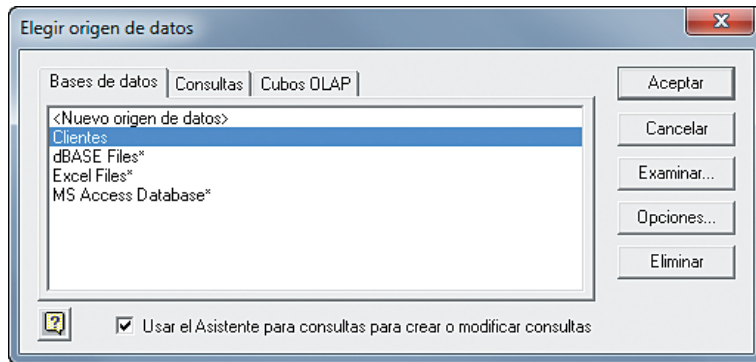 Elegir origen de datos
Bases de datos Consultas Cubos OLAP
<Nuevo origen de datos>
Clientes
dBASE Files*
Excel Files*
MS Access Database*
Aceptar
Cancelar
Examinar...
Opciones...
Eliminar
Usar el Asistente para consultas para crear o modificar consultas